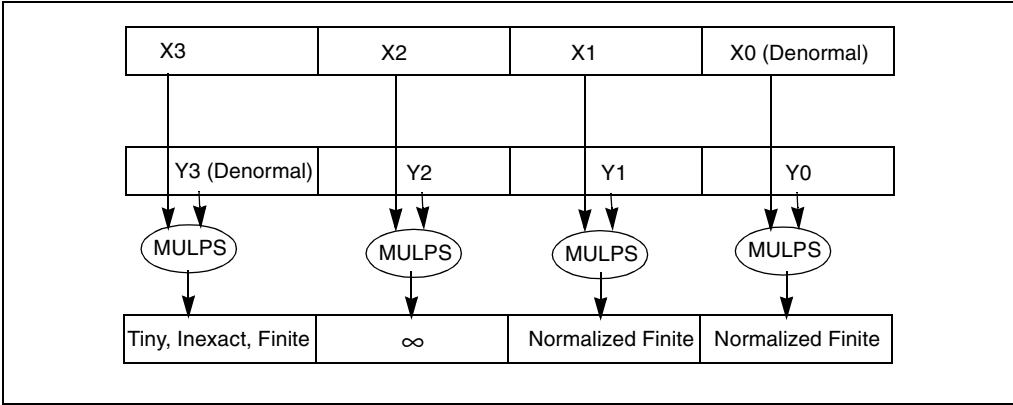 X3 X2 X1 X0 (Denormal)
Y3 (Denormal) Y2 Y1 Y0
MULPS MULPS MULPS MULPS
Tiny, Inexact, Finite ∞ Normalized Finite Normalized Finite